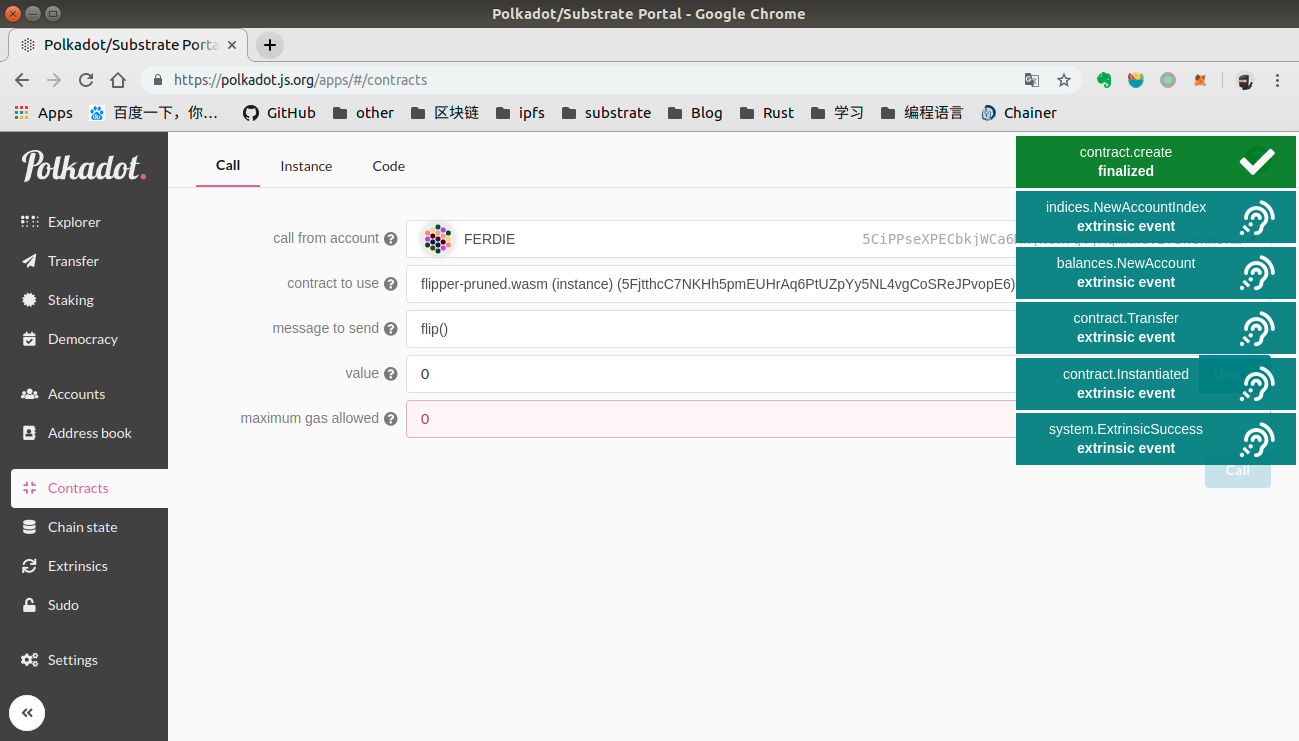 Polkadot/Substrate Portal - Google Chrome
Polkadot/Substrate Porta
https://polkadot.js.org/apps/#/contracts
Apps 百度一下，你… GitHub other 区块链 ipfs substrate Blog Rust 学习 编程语言 Chainer
Polkadot.
Explorer
Transfer
Staking
Democracy
Accounts
Address book
Contracts
Chain state
Extrinsics
Sudo
Settings
Call Instance Code
call from account FERDIE 5CiPPseXPECbkjWCa6
contract to use flipper-pruned.wasm (instance) (5FjtthcC7NKHh5pmEUHrAq6PtUZpYy5NL4vgCoSReJPvopE6)
message to send flip()
value 0 Unit
maximum gas allowed 0
Call
contract.create
finalized
indices.NewAccountIndex
extrinsic event
balances.NewAccount
extrinsic event
contract.Transfer
extrinsic event
contract.Instantiated
extrinsic event
system.ExtrinsicSuccess
extrinsic event